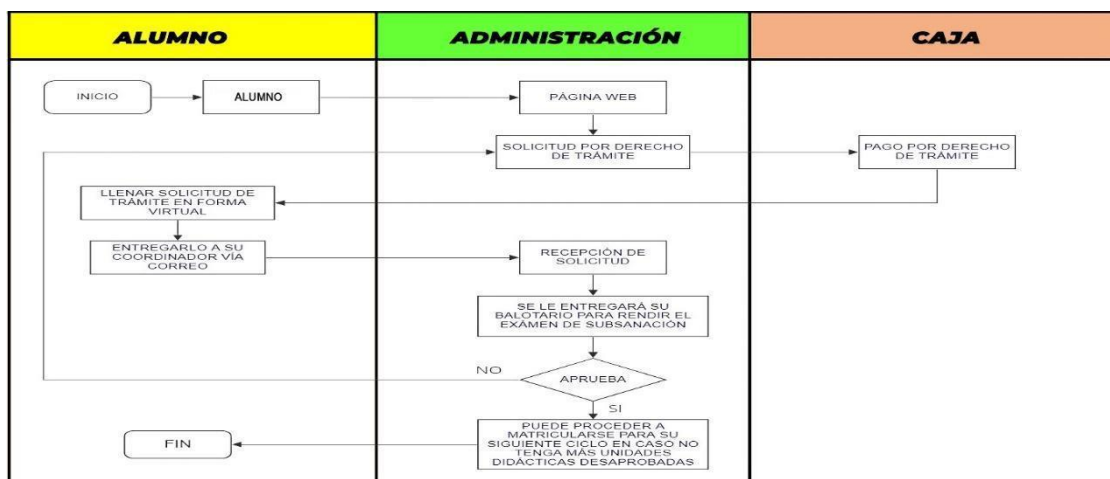 ALUMNO
ADMINISTRACIÓN
CAJA
INICIO
ALUMNO
PÁGINA WEB
SOLICITUD POR DERECHO
DE TRÁMITE
PAGO POR DERECHO
DE TRÁMITE
LLENAR SOLICITUD DE
TRÁMITE EN FORMA
VIRTUAL
ENTREGARLO A SU
COORDINADOR VÍA
CORREO
RECEPCIÓN DE
SOLICITUD
SE LE ENTREGARÁ SU
BALOTARIO PARA RENDIR EL
EXÁMEN DE SUBSANACIÓN
NO
APRUEBA
SI
FIN
PUEDE PROCEDER A
MATRICULARSE PARA SU
SIGUIENTE CICLO EN CASO NO
TENGA MÁS UNIDADES
DIDÁCTICAS DESAPROBADAS